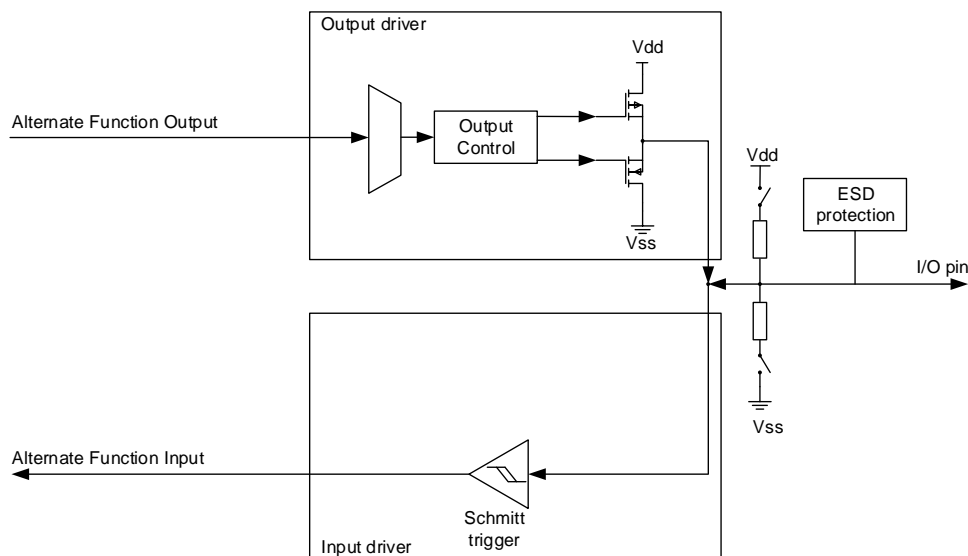 Output driver
Vdd
Alternate Function Output
Output
Control
Vss
Vdd
ESD
protection
I/O pin
Vss
Alternate Function Input
Schmitt
trigger
Input driver